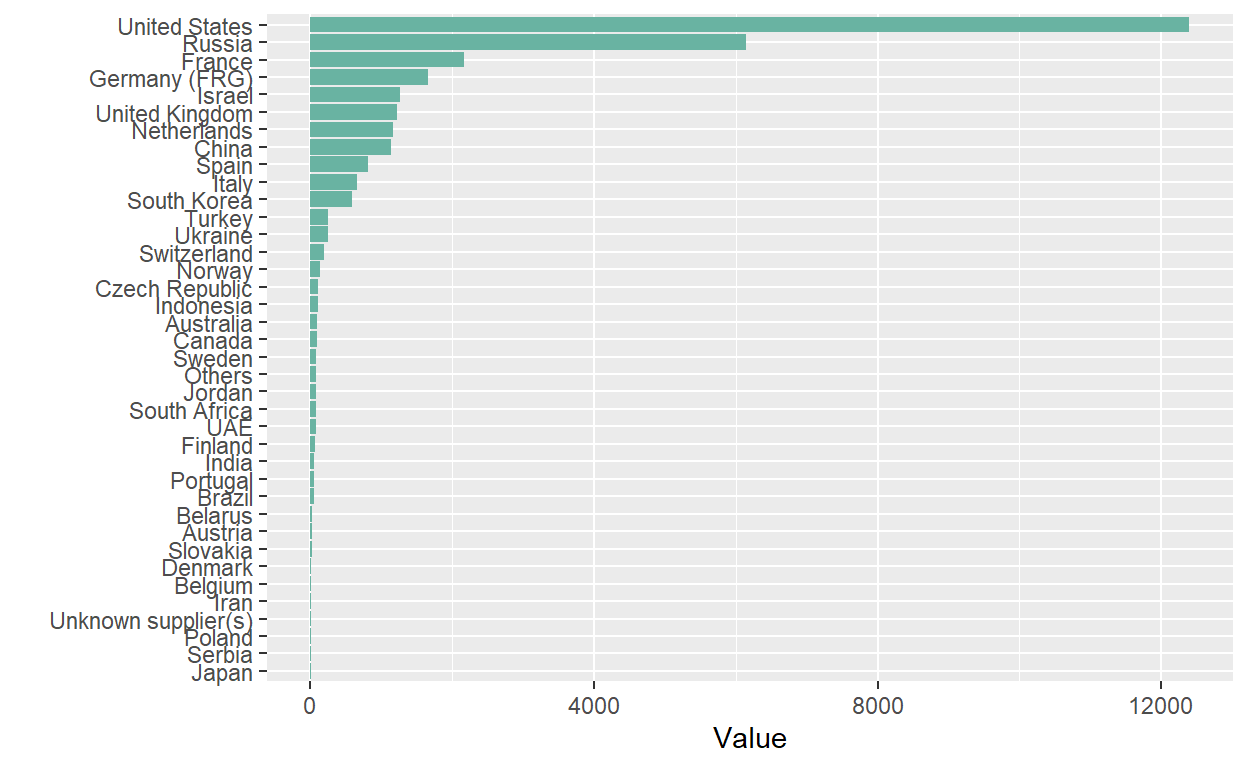 United States
Russia
France
Germany (FRG)
Israel
United Kingdom
Netherlands
China
Spain
Italy
South Korea
Turkey
Ukraine
Switzerland
Norway
Czech Republic
Indonesia
Australia
Canada
Sweden
Others
Jordan
South Africa
UAE
Finland
India
Portugal
Brazil
Belarus
Austria
Slovakia
Denmark
Belgium
Iran
Unknown supplier(s)
Poland
Serbia
Japan
0 4000 8000 12000
Value